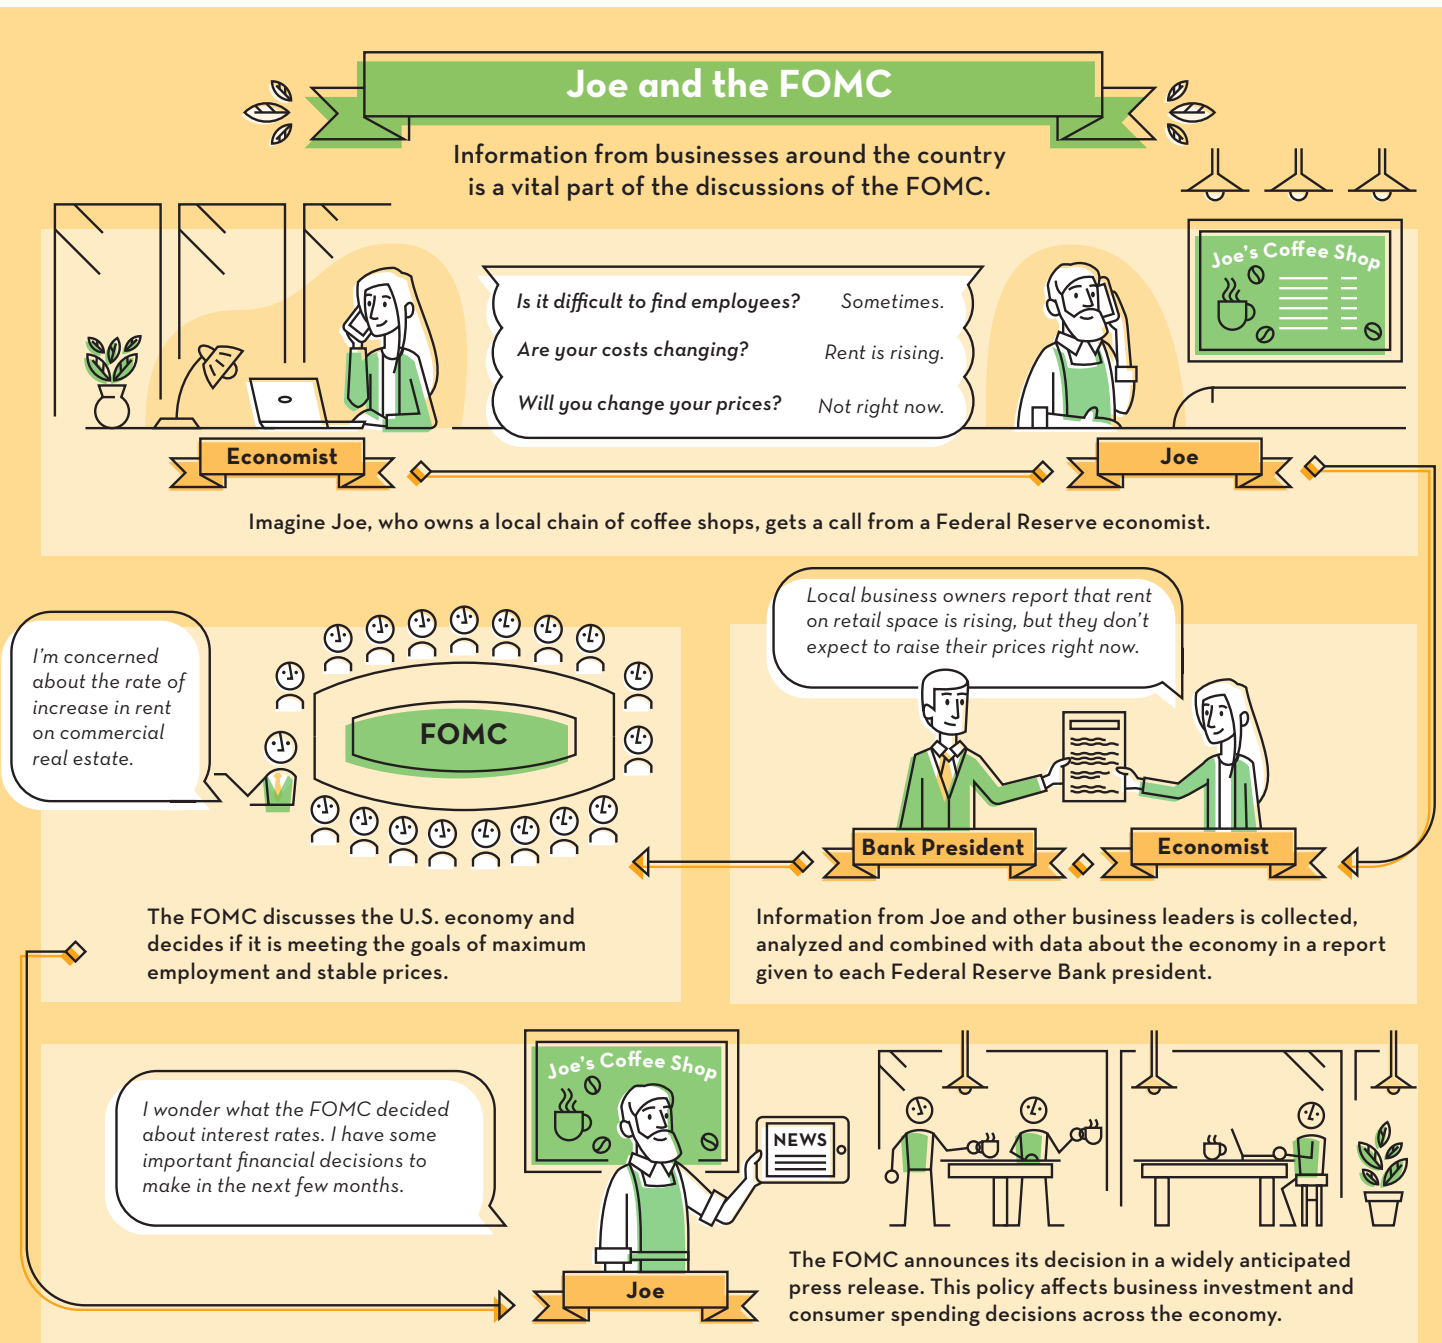 Joe and the FOMC
Information from businesses around the country
is a vital part of the discussions of the FOMC.
Joe's Coffee Shop
Is it difficult to find employees? Sometimes.
Are your costs changing? Rent is rising.
Will you change your prices? Not right now.
Economist
Joe
Imagine Joe, who owns a local chain of coffee shops, gets a call from a Federal Reserve economist.
Local business owners report that rent
on retail space is rising, but they don't
expect to raise their prices right now.
Bank President
Economist
Information from Joe and other business leaders is collected,
analyzed and combined with data about the economy in a report
given to each Federal Reserve Bank president.
I'm concerned
about the rate of
increase in rent
on commercial
real estate.
FOMC
The FOMC discusses the U.S. economy and
decides if it is meeting the goals of maximum
employment and stable prices.
I wonder what the FOMC decided
about interest rates. I have some
important financial decisions to
make in the next few months.
Joe's Coffee Shop
NEWS
Joe
The FOMC announces its decision in a widely anticipated
press release. This policy affects business investment and
consumer spending decisions across the economy.